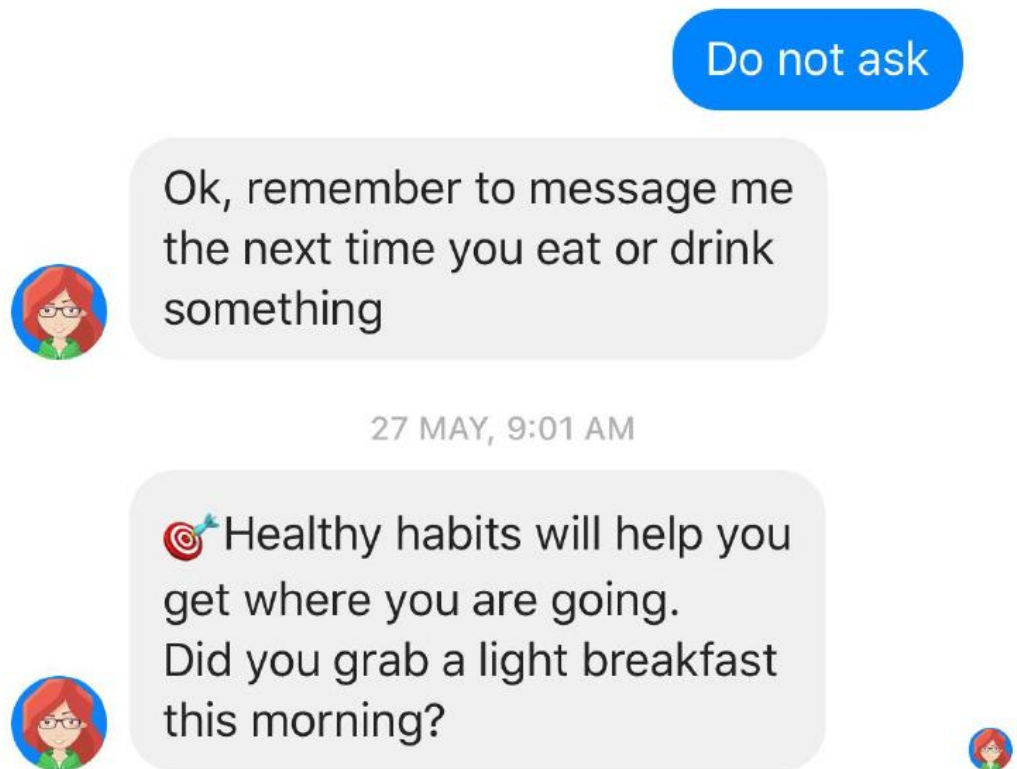 Do not ask
Ok, remember to message me
the next time you eat or drink
something
27 MAY, 9:01 AM
🎯Healthy habits will help you
get where you are going.
Did you grab a light breakfast
this morning?